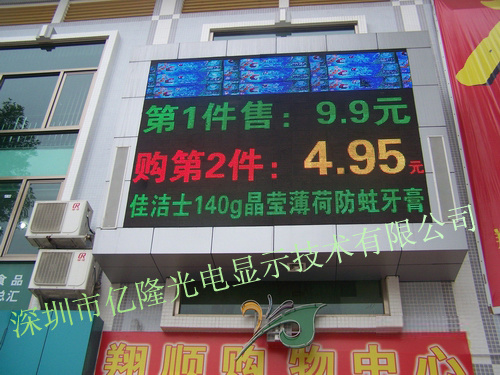 第1件售：9.9元
购第2件：4.95元
佳洁士140g晶莹薄荷防蛀牙膏
深圳市亿隆光电显示技术有限公司
食品
总汇
翔顺购物中心